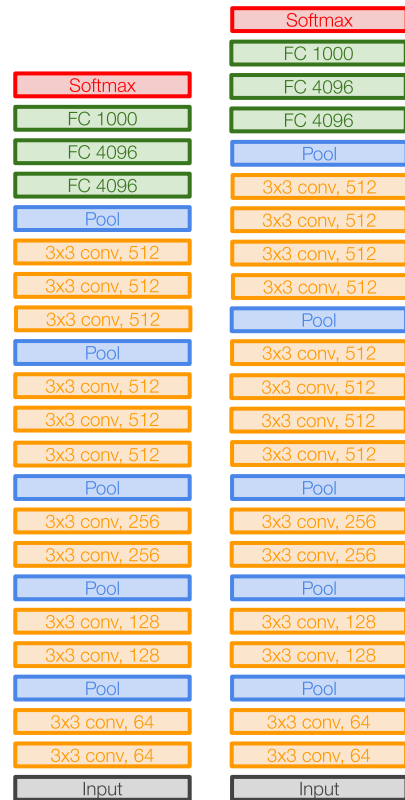 Softmax
FC 1000
FC 4096
FC 4096
Pool
3x3 conv, 512
3x3 conv, 512
3x3 conv, 512
Pool
3x3 conv, 512
3x3 conv, 512
3x3 conv, 512
Pool
3x3 conv, 256
3x3 conv, 256
Pool
3x3 conv, 128
3x3 conv, 128
Pool
3x3 conv, 64
3x3 conv, 64
Input
Softmax
FC 1000
FC 4096
FC 4096
Pool
3x3 conv, 512
3x3 conv, 512
3x3 conv, 512
3x3 conv, 512
Pool
3x3 conv, 512
3x3 conv, 512
3x3 conv, 512
3x3 conv, 512
Pool
3x3 conv, 256
3x3 conv, 256
Pool
3x3 conv, 128
3x3 conv, 128
Pool
3x3 conv, 64
3x3 conv, 64
Input